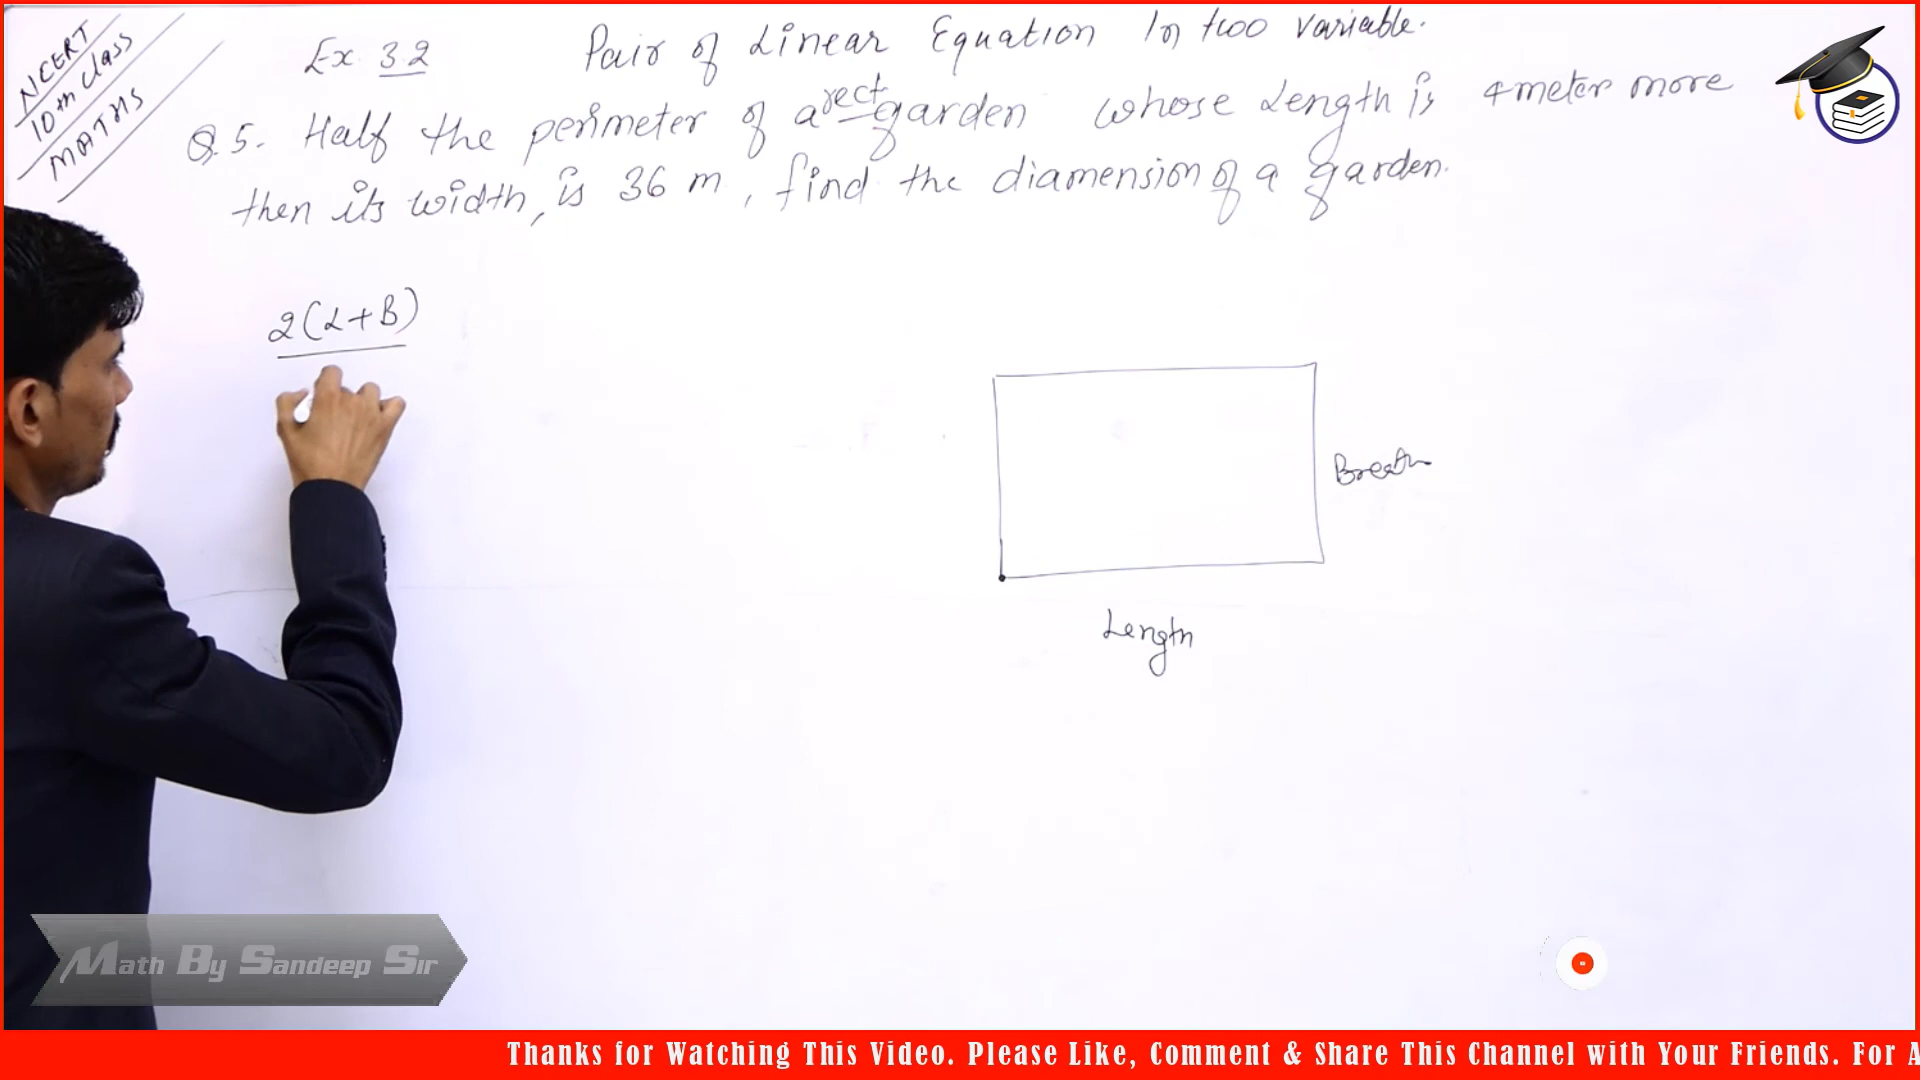 NCERT
10th class
MATHS
Ex. 3.2
Pair of Linear Equation In two variable.
Q.5. Half the perimeter of a rect garden whose Length is 4 meter more
then its width, is 36 m, find the diamension of a garden.
2(L+B)
Breath
Length
Math By Sandeep Sir
Thanks for Watching This Video. Please Like, Comment & Share This Channel with Your Friends. For A